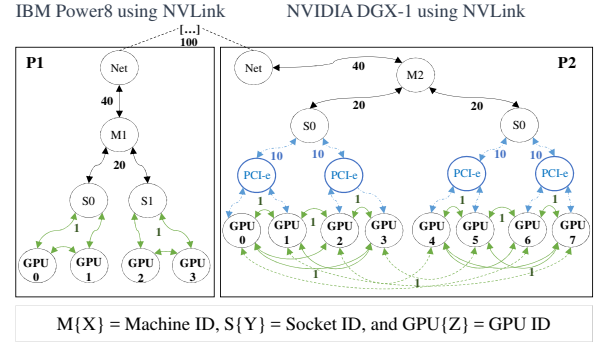 IBM Power8 using NVLink
NVIDIA DGX-1 using NVLink
[...]
100
P1
Net
40
M1
20
S0
S1
1
1
GPU
0
GPU
1
GPU
2
GPU
3
P2
Net
40
M2
20
20
S0
S0
10
10
10
10
PCI-e
PCI-e
PCI-e
PCI-e
1
1
1
1
1
1
GPU
0
GPU
1
GPU
2
GPU
3
GPU
4
GPU
5
GPU
6
GPU
7
1
1
M{X} = Machine ID, S{Y} = Socket ID, and GPU{Z} = GPU ID